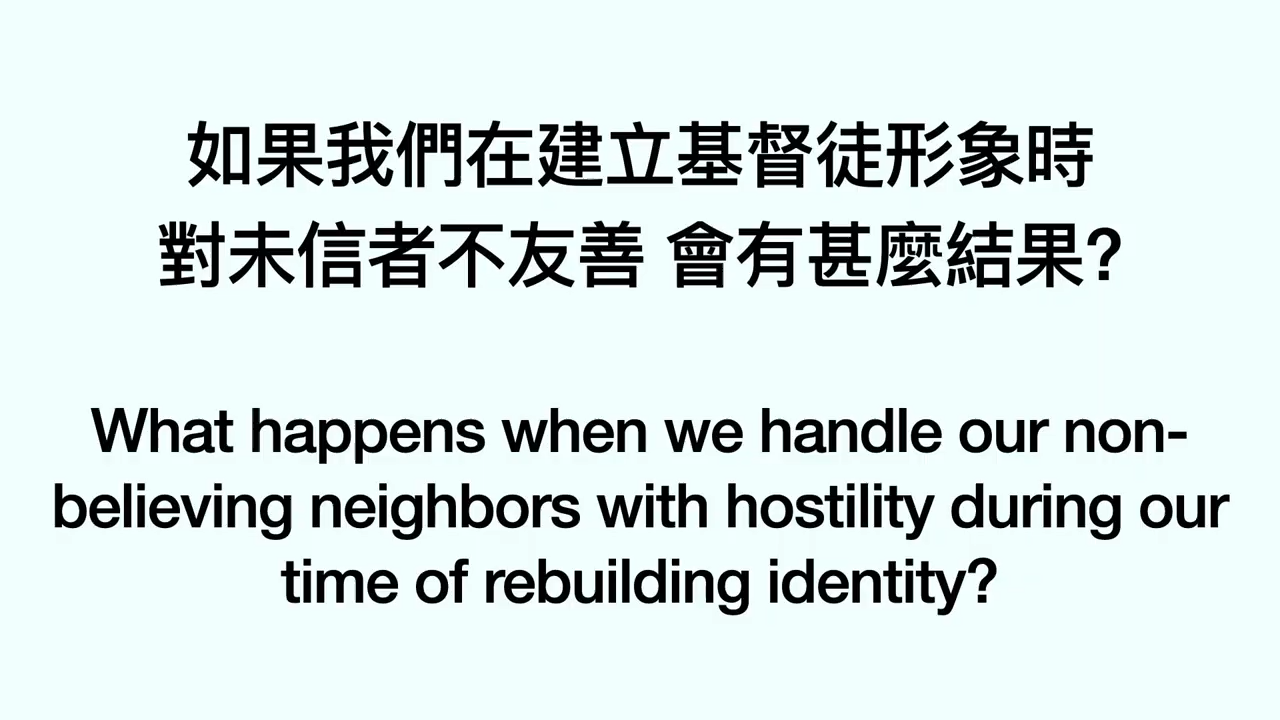 如果我們在建立基督徒形象時
對未信者不友善 會有甚麼結果?
What happens when we handle our non-
believing neighbors with hostility during our
time of rebuilding identity?